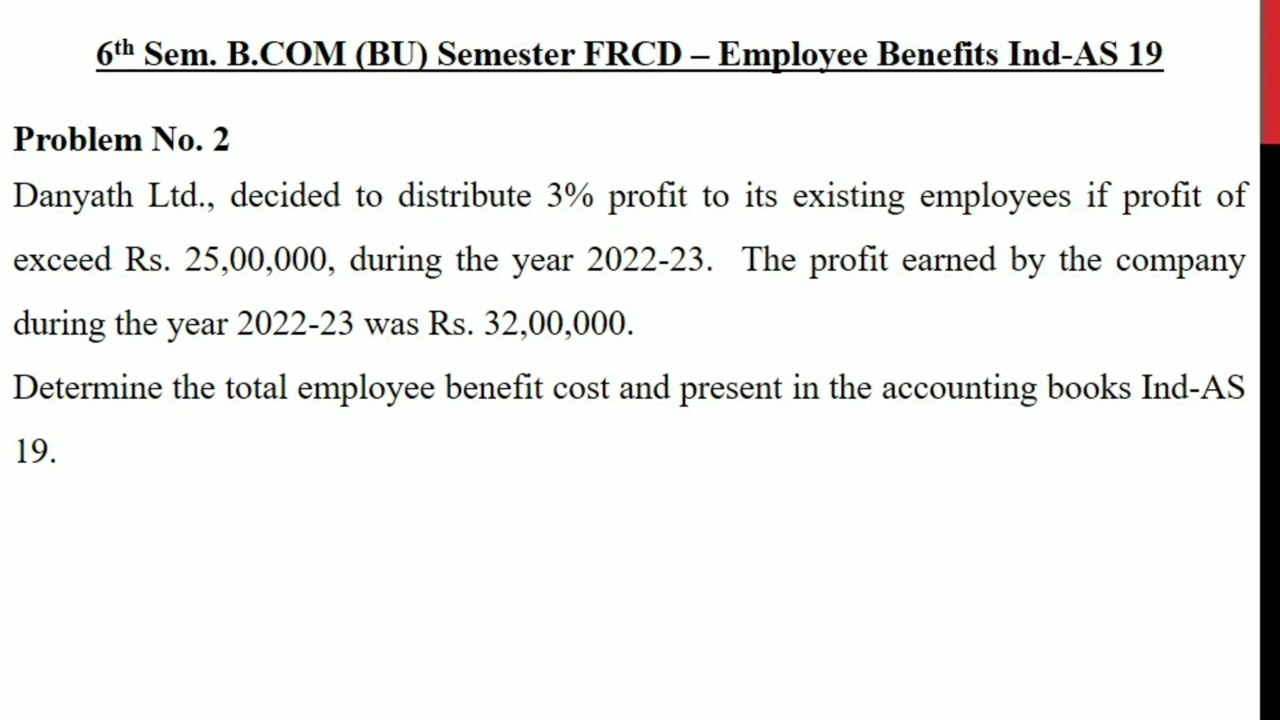 6th Sem. B.COM (BU) Semester FRCD – Employee Benefits Ind-AS 19
Problem No. 2
Danyath Ltd., decided to distribute 3% profit to its existing employees if profit of
exceed Rs. 25,00,000, during the year 2022-23. The profit earned by the company
during the year 2022-23 was Rs. 32,00,000.
Determine the total employee benefit cost and present in the accounting books Ind-AS
19.